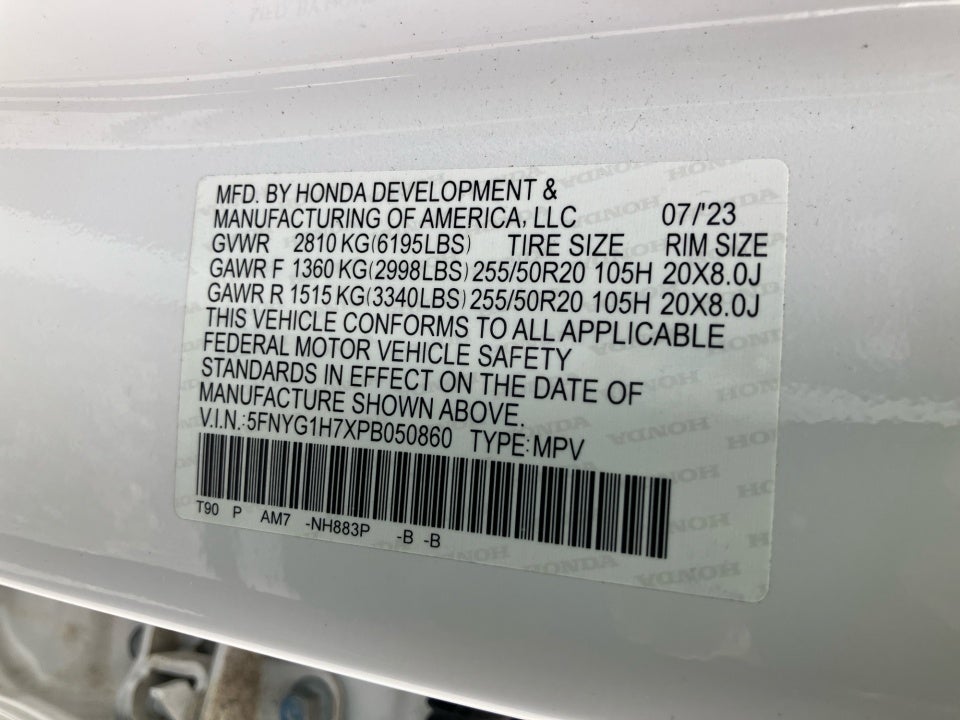 MFD. BY HONDA DEVELOPMENT &
MANUFACTURING OF AMERICA, LLC 07/'23
GVWR 2810 KG(6195LBS) TIRE SIZE RIM SIZE
GAWR F 1360 KG(2998LBS) 255/50R20 105H 20X8.0J
GAWR R 1515 KG(3340LBS) 255/50R20 105H 20X8.0J
THIS VEHICLE CONFORMS TO ALL APPLICABLE
FEDERAL MOTOR VEHICLE SAFETY
STANDARDS IN EFFECT ON THE DATE OF
MANUFACTURE SHOWN ABOVE.
V.I.N.:5FNYG1H7XPB050860 TYPE:MPV
T90 P AM7 -NH883P -B -B